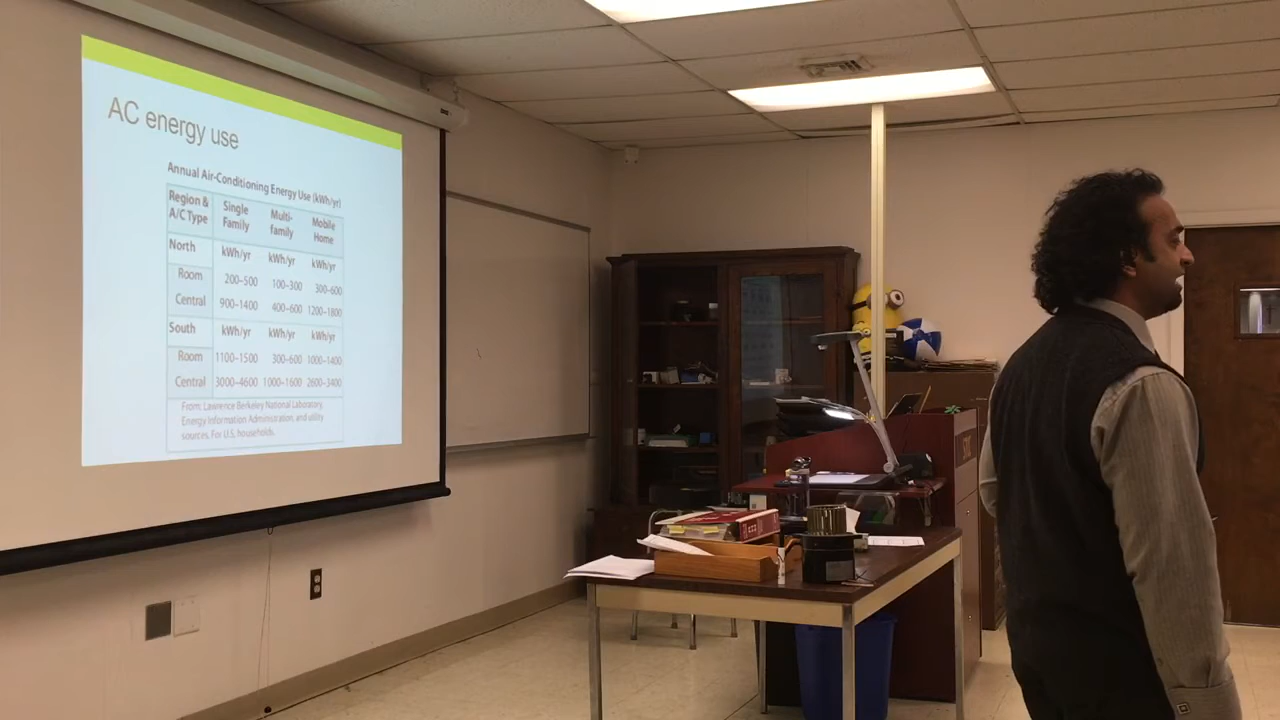 AC energy use
Annual Air-Conditioning Energy Use (kWh/yr)
Region & A/C Type Single Family Multi-family Mobile Home
North kWh/yr kWh/yr kWh/yr
Room 200–500 100–300 300–600
Central 900–1400 400–600 1200–1800
South kWh/yr kWh/yr kWh/yr
Room 1100–1500 300–600 1000–1400
Central 3000–4600 1000–1600 2600–3400
From: Lawrence Berkeley National Laboratory,
Energy Information Administration, and utility
sources. For U.S. households.